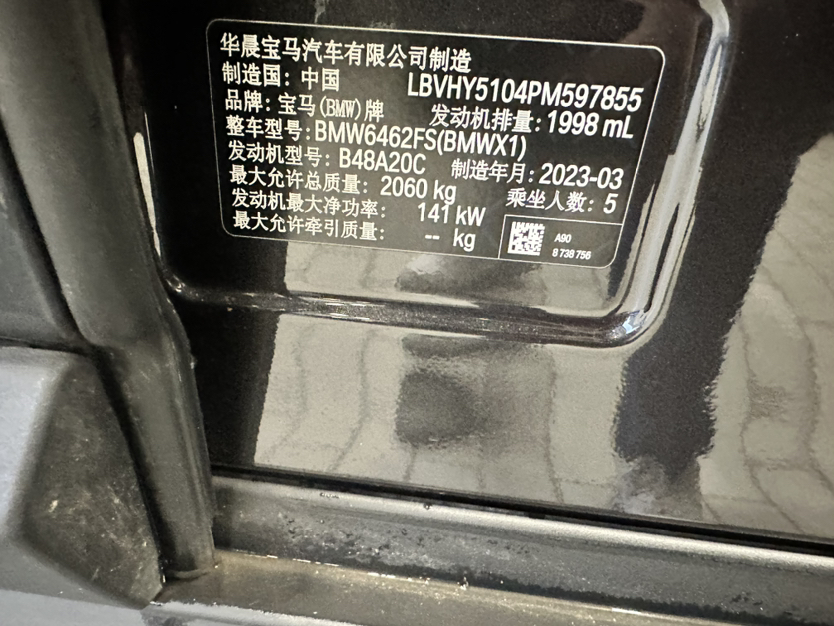 华晨宝马汽车有限公司制造
制造国：中国 LBVHY5104PM597855
品牌：宝马(BMW)牌 发动机排量：1998 mL
整车型号：BMW6462FS(BMWX1)
发动机型号：B48A20C 制造年月：2023-03
最大允许总质量：2060 kg 乘坐人数：5
发动机最大净功率：141 kW
最大允许牵引质量：-- kg
A90
8 738 756